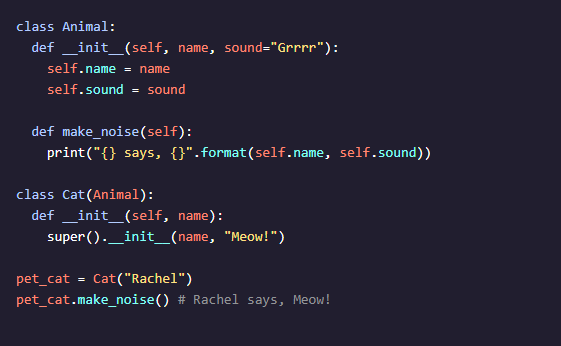 class Animal:
  def __init__(self, name, sound="Grrrr"):
    self.name = name
    self.sound = sound

  def make_noise(self):
    print("{} says, {}".format(self.name, self.sound))

class Cat(Animal):
  def __init__(self, name):
    super().__init__(name, "Meow!")

pet_cat = Cat("Rachel")
pet_cat.make_noise() # Rachel says, Meow!